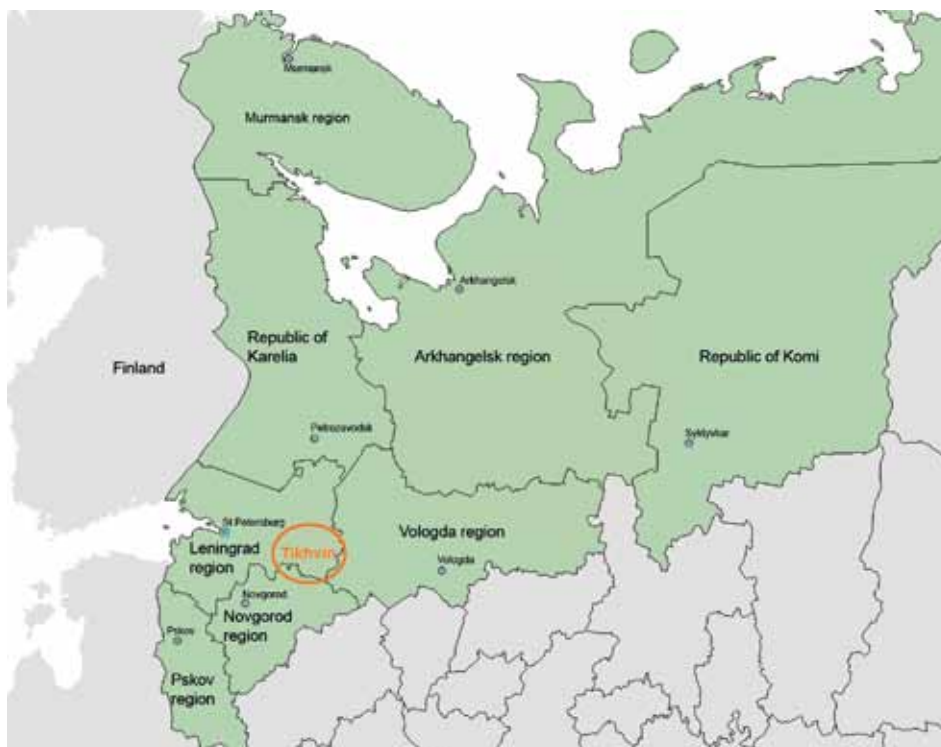 Murmansk
Murmansk region
Arkhangelsk
Republic of
Karelia
Arkhangelsk region
Republic of Komi
Finland
Petrozavodsk
Syktyvkar
St.Petersburg
Leningrad
region
Tikhvin
Vologda region
Vologda
Novgorod
Novgorod
region
Pskov
Pskov
region